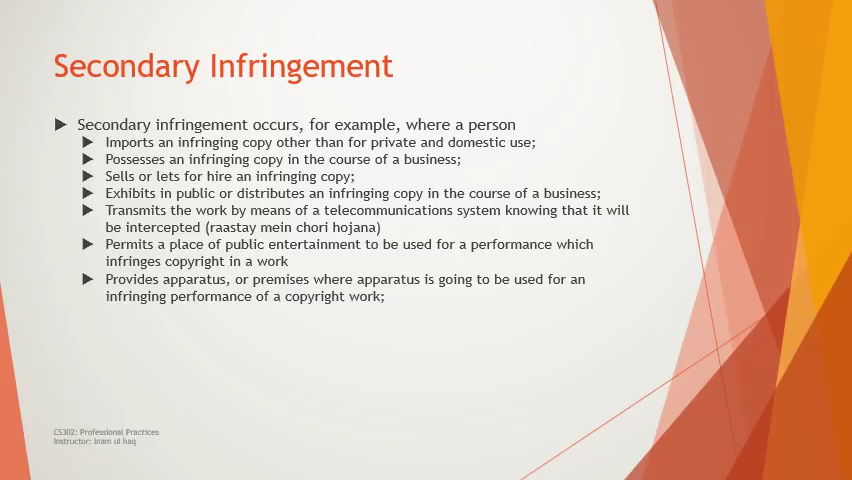 Secondary Infringement
Secondary infringement occurs, for example, where a person
Imports an infringing copy other than for private and domestic use;
Possesses an infringing copy in the course of a business;
Sells or lets for hire an infringing copy;
Exhibits in public or distributes an infringing copy in the course of a business;
Transmits the work by means of a telecommunications system knowing that it will
be intercepted (raastay mein chori hojana)
Permits a place of public entertainment to be used for a performance which
infringes copyright in a work
Provides apparatus, or premises where apparatus is going to be used for an
infringing performance of a copyright work;
CS302: Professional Practices
Instructor: Inam ul haq